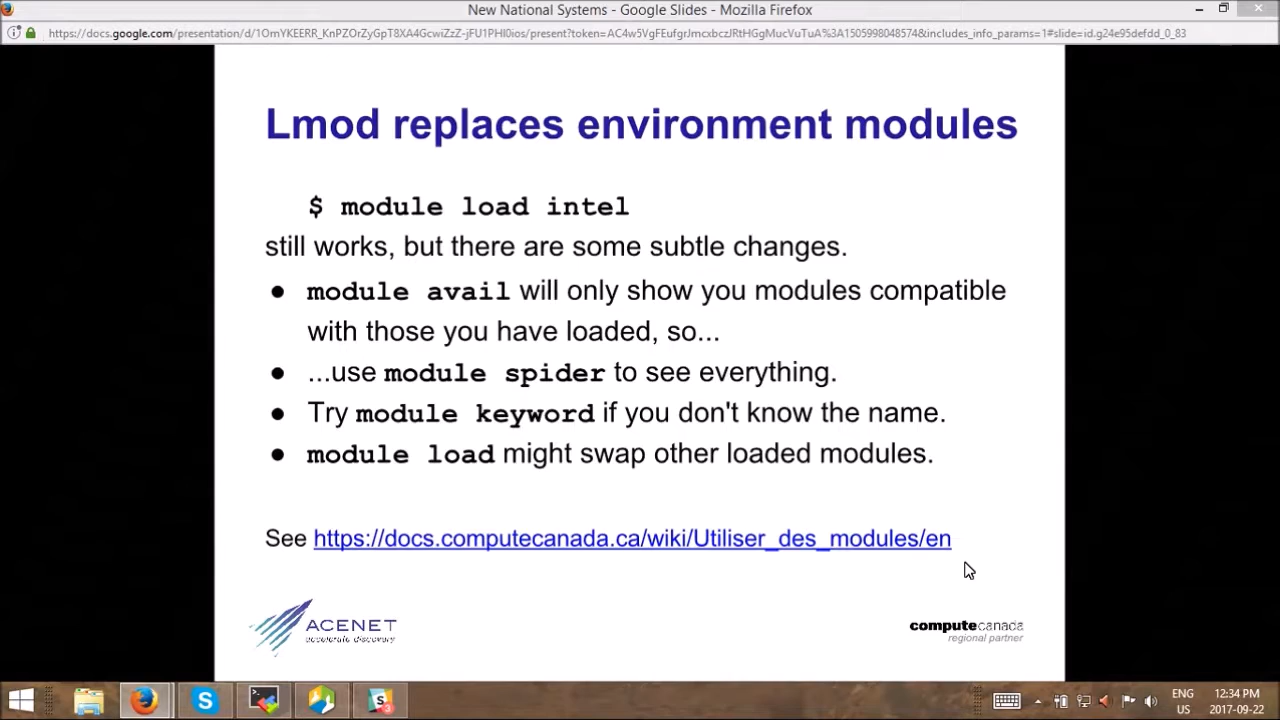 New National Systems - Google Slides - Mozilla Firefox
Lmod replaces environment modules
$ module load intel
still works, but there are some subtle changes.
● module avail will only show you modules compatible
with those you have loaded, so...
● ...use module spider to see everything.
● Try module keyword if you don't know the name.
● module load might swap other loaded modules.
See https://docs.computecanada.ca/wiki/Utiliser_des_modules/en
ACENET
accelerate discovery
computecanada
regional partner
ENG
US
12:34 PM
2017-09-22